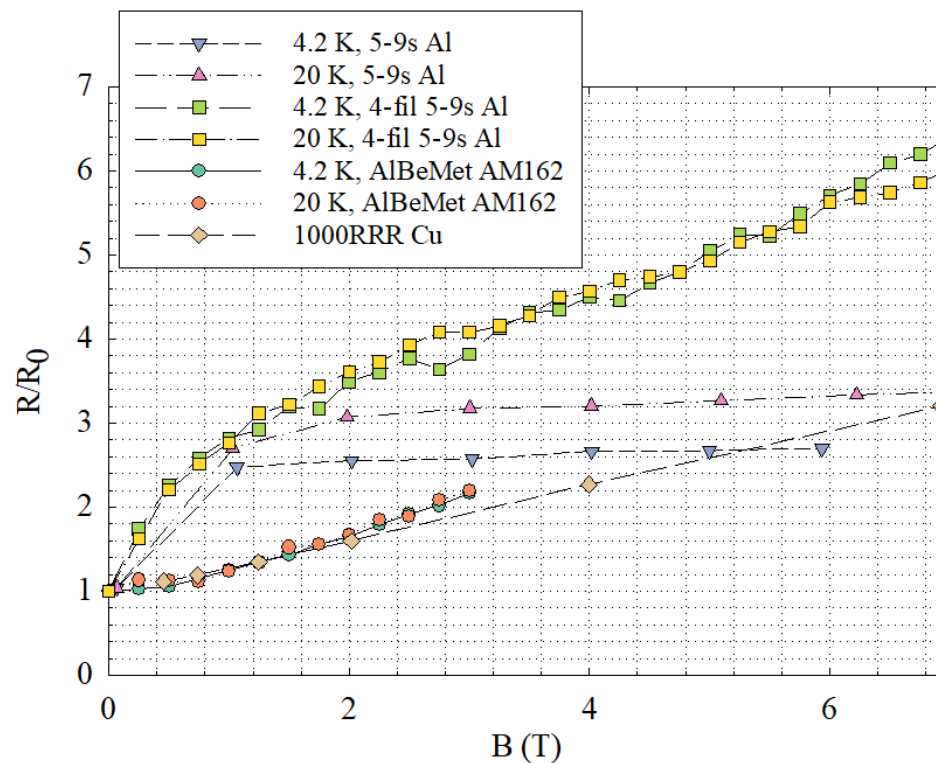 4.2 K, 5-9s Al
20 K, 5-9s Al
4.2 K, 4-fil 5-9s Al
20 K, 4-fil 5-9s Al
4.2 K, AlBeMet AM162
20 K, AlBeMet AM162
1000RRR Cu
7
6
5
4
3
2
1
0
R/R0
0 2 4 6
B (T)